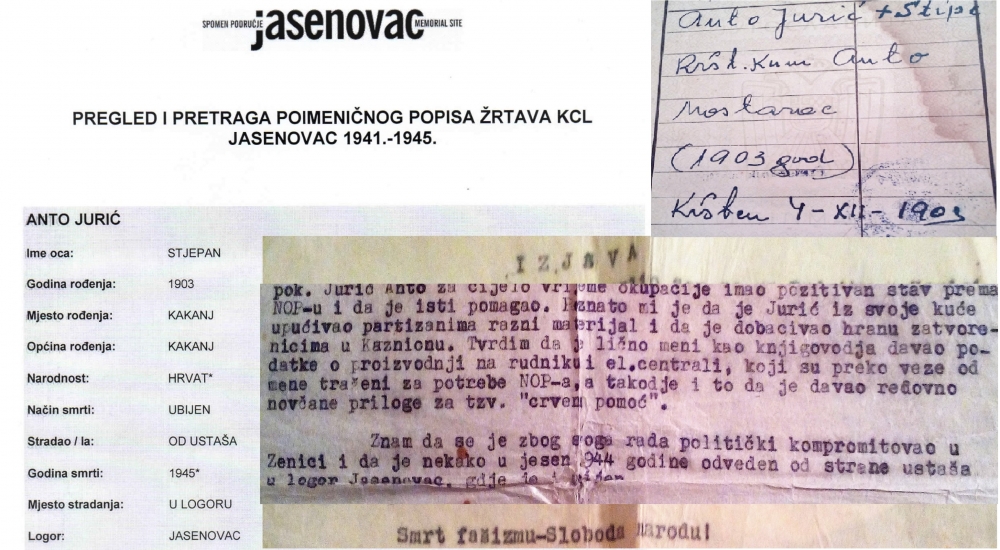 SPOMEN PODRUČJE jasenovac MEMORIAL SITE
PREGLED I PRETRAGA POIMENIČNOG POPISA ŽRTAVA KCL
JASENOVAC 1941.-1945.
ANTO JURIĆ
Ime oca: STJEPAN
Godina rođenja: 1903
Mjesto rođenja: KAKANJ
Općina rođenja: KAKANJ
Narodnost: HRVAT*
Način smrti: UBIJEN
Stradao / la: OD USTAŠA
Godina smrti: 1945*
Mjesto stradanja: U LOGORU
Logor: JASENOVAC
Anto Jurić + Stipe
Kršt. Kum Anto
Mostarac
(1903 god)
Kršten 4-XII-1903
IZJAVA
pok. Jurić Anto za cijelo vrijeme okupacije imao pozitivan stav prema
NOP-u i da je isti pomagao. Poznato mi je da je Jurić iz svoje kuće
upućivao partizanima razni materijal i da je dobacivao hranu zatvore-
nicima u Kaznionu. Tvrdim da je lično meni kao knjigovodja davao po-
datke o proizvodnji na rudniku i el.centrali, koji su preko veze od
mene traženi za potrebe NOP-a,a takodje i to da je davao redovno
novčane priloge za tzv. "crvem pomoć".
Znam da se je zbog svoga rada politički kompromitovao u
Zenici i da je nekako u jesen 944 godine odveden od strane ustaša
u logor Jasenovac, gdje je i
Smrt fašizmu-Sloboda narodu!